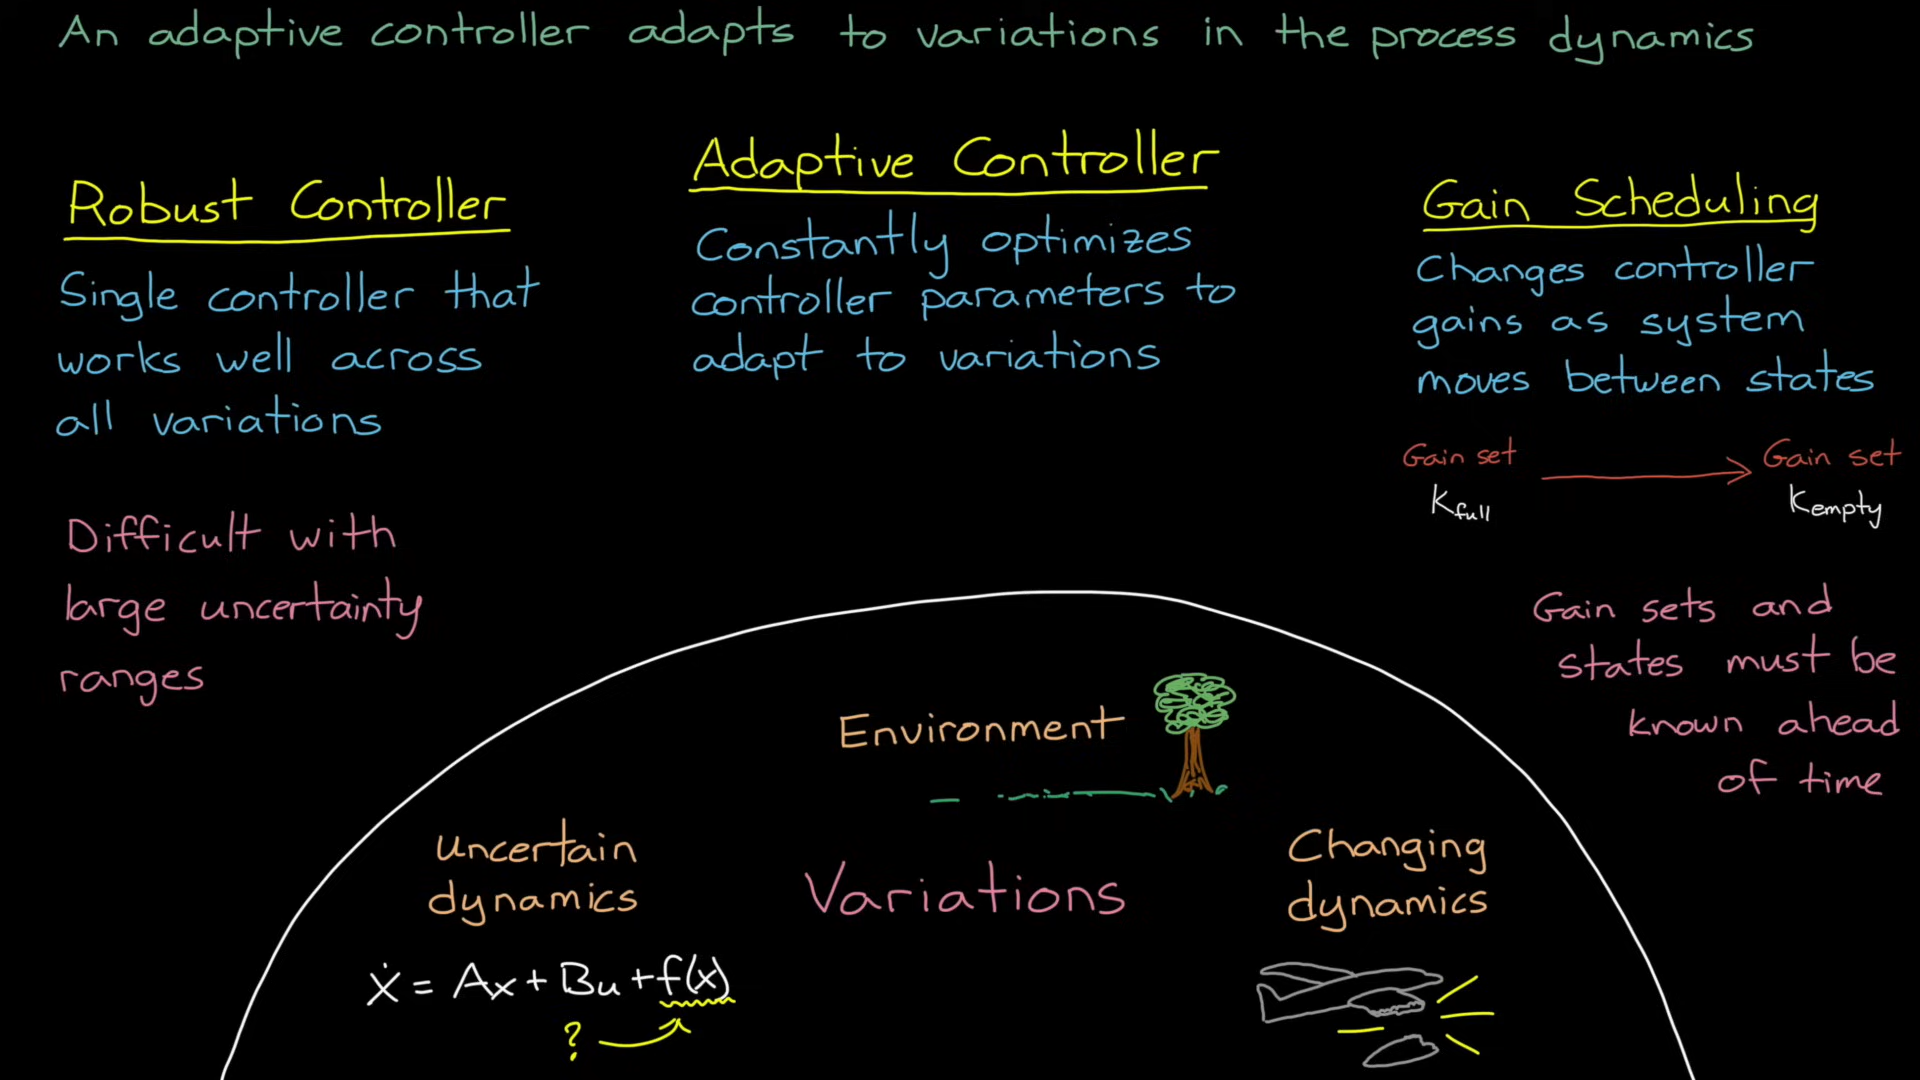 An adaptive controller adapts to variations in the process dynamics
Robust Controller
Single controller that
works well across
all variations
Difficult with
large uncertainty
ranges
Adaptive Controller
Constantly optimizes
controller parameters to
adapt to variations
Gain Scheduling
Changes controller
gains as system
moves between states
Gain set
Gain set
K_full
K_empty
Gain sets and
states must be
known ahead
of time
Environment
Uncertain
dynamics
ẋ = Ax + Bu + f(x)
?
Variations
Changing
dynamics